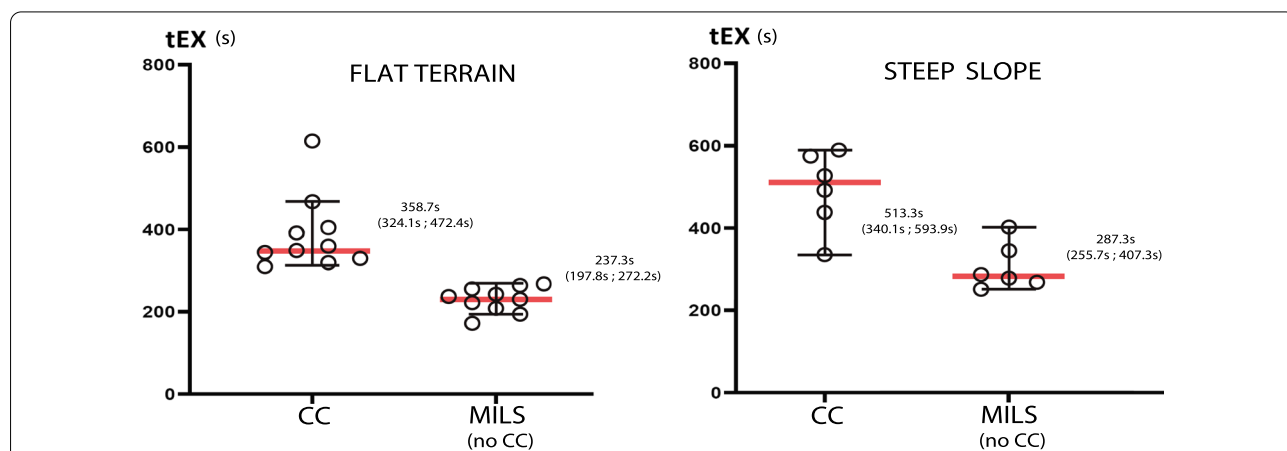 tEX (s)
FLAT TERRAIN
800
600
400
200
0
358.7s
(324.1s ; 472.4s)
237.3s
(197.8s ; 272.2s)
CC
MILS
(no CC)
tEX (s)
STEEP SLOPE
800
600
400
200
0
513.3s
(340.1s ; 593.9s)
287.3s
(255.7s ; 407.3s)
CC
MILS
(no CC)